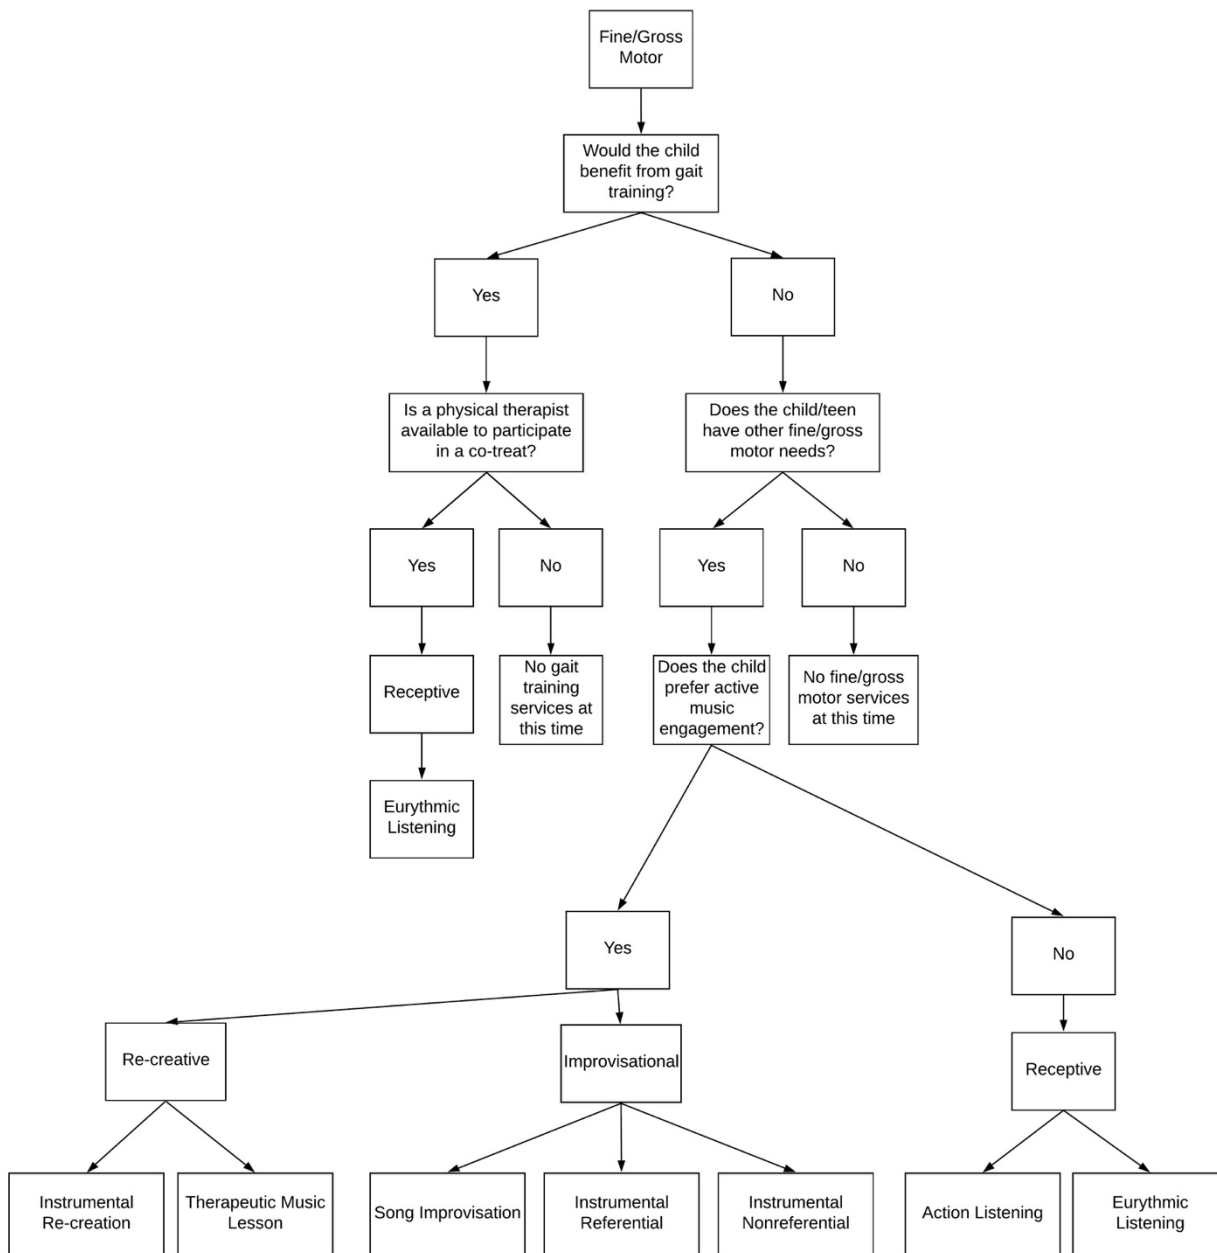 Fine/Gross
Motor
Would the child
benefit from gait
training?
Yes
No
Is a physical therapist
available to participate
in a co-treat?
Does the child/teen
have other fine/gross
motor needs?
Yes
No
Yes
No
Receptive
No gait
training
services at
this time
Does the child
prefer active
music
engagement?
No fine/gross
motor services
at this time
Eurythmic
Listening
Yes
No
Re-creative
Improvisational
Receptive
Instrumental
Re-creation
Therapeutic Music
Lesson
Song Improvisation
Instrumental
Referential
Instrumental
Nonreferential
Action Listening
Eurythmic
Listening